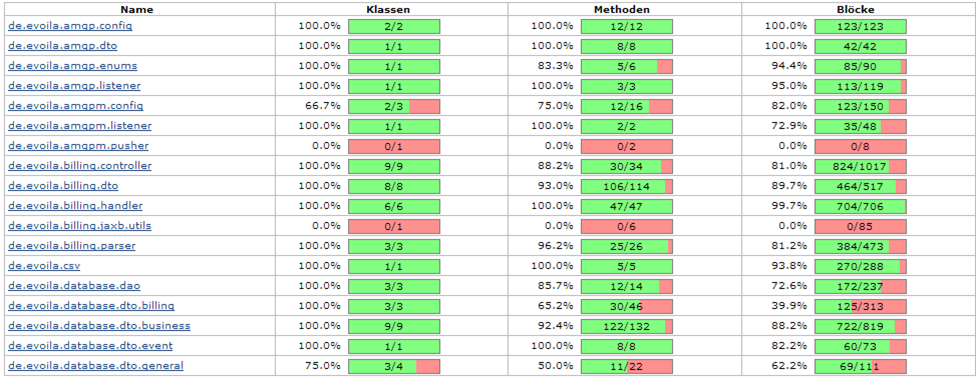 Name Klassen Methoden Blöcke
de.evoila.amqp.config 100.0% 2/2 100.0% 12/12 100.0% 123/123
de.evoila.amqp.dto 100.0% 1/1 100.0% 8/8 100.0% 42/42
de.evoila.amqp.enums 100.0% 1/1 83.3% 5/6 94.4% 85/90
de.evoila.amqp.listener 100.0% 1/1 100.0% 3/3 95.0% 113/119
de.evoila.amqpm.config 66.7% 2/3 75.0% 12/16 82.0% 123/150
de.evoila.amqpm.listener 100.0% 1/1 100.0% 2/2 72.9% 35/48
de.evoila.amqpm.pusher 0.0% 0/1 0.0% 0/2 0.0% 0/8
de.evoila.billing.controller 100.0% 9/9 88.2% 30/34 81.0% 824/1017
de.evoila.billing.dto 100.0% 8/8 93.0% 106/114 89.7% 464/517
de.evoila.billing.handler 100.0% 6/6 100.0% 47/47 99.7% 704/706
de.evoila.billing.jaxb.utils 0.0% 0/1 0.0% 0/6 0.0% 0/85
de.evoila.billing.parser 100.0% 3/3 96.2% 25/26 81.2% 384/473
de.evoila.csv 100.0% 1/1 100.0% 5/5 93.8% 270/288
de.evoila.database.dao 100.0% 3/3 85.7% 12/14 72.6% 172/237
de.evoila.database.dto.billing 100.0% 3/3 65.2% 30/46 39.9% 125/313
de.evoila.database.dto.business 100.0% 9/9 92.4% 122/132 88.2% 722/819
de.evoila.database.dto.event 100.0% 1/1 100.0% 8/8 82.2% 60/73
de.evoila.database.dto.general 75.0% 3/4 50.0% 11/22 62.2% 69/111